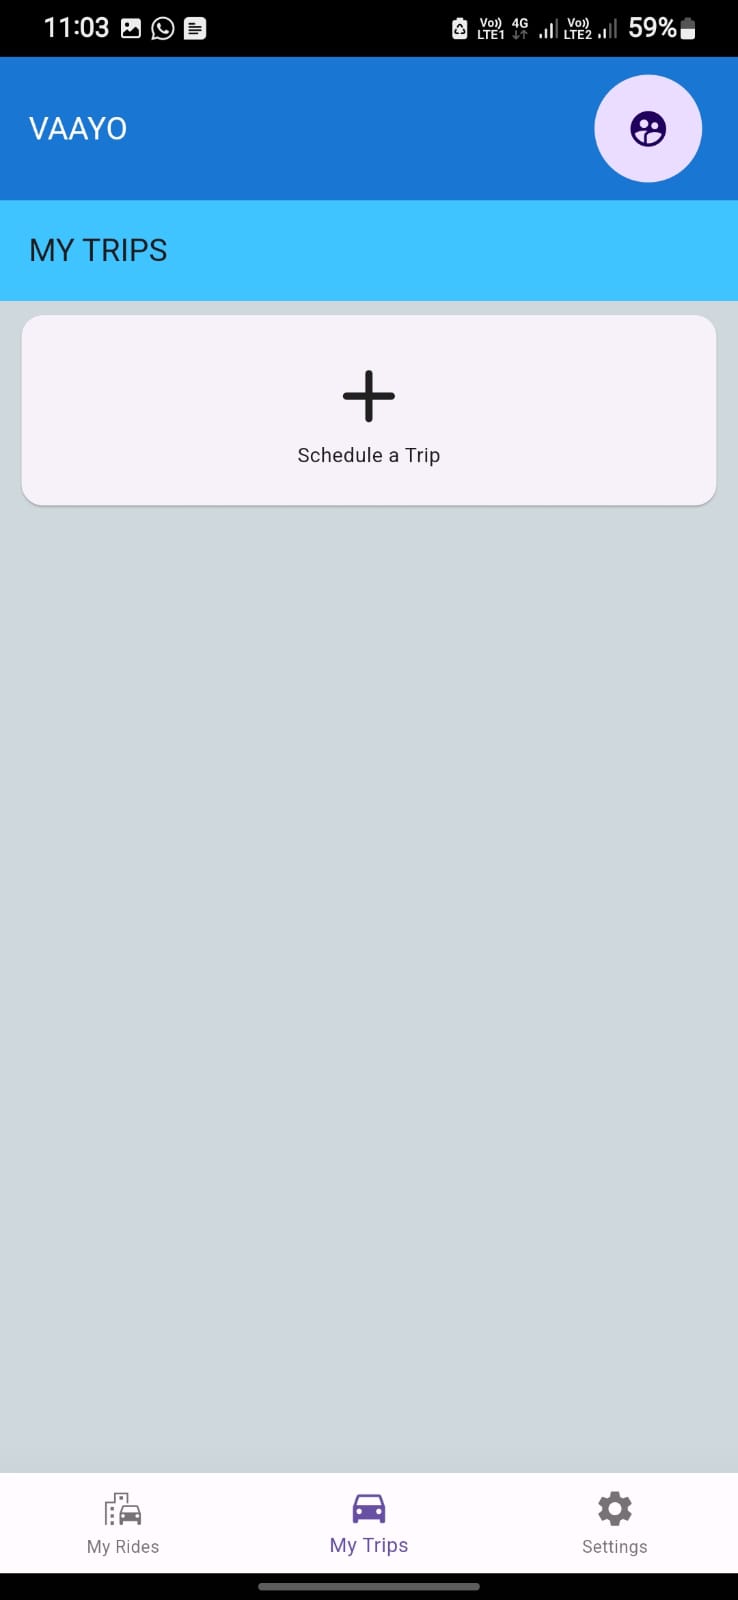 11:03
Vo)) LTE1 4G Vo)) LTE2 59%
VAAYO
MY TRIPS
Schedule a Trip
My Rides
My Trips
Settings